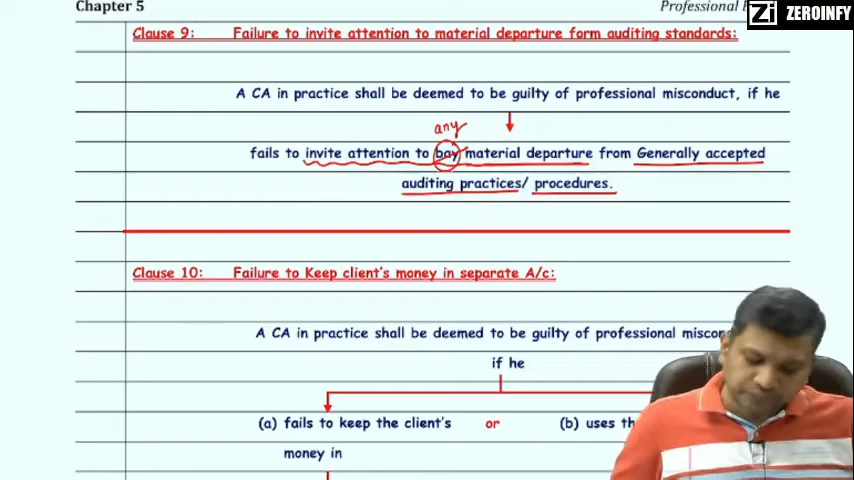 Chapter 5
Professional
Zi ZEROINFY
Clause 9: Failure to invite attention to material departure form auditing standards:
A CA in practice shall be deemed to be guilty of professional misconduct, if he
any
fails to invite attention to bay material departure from Generally accepted
auditing practices/ procedures.
Clause 10: Failure to Keep client's money in separate A/c:
A CA in practice shall be deemed to be guilty of professional
if he
(a) fails to keep the client's or (b) uses
money in